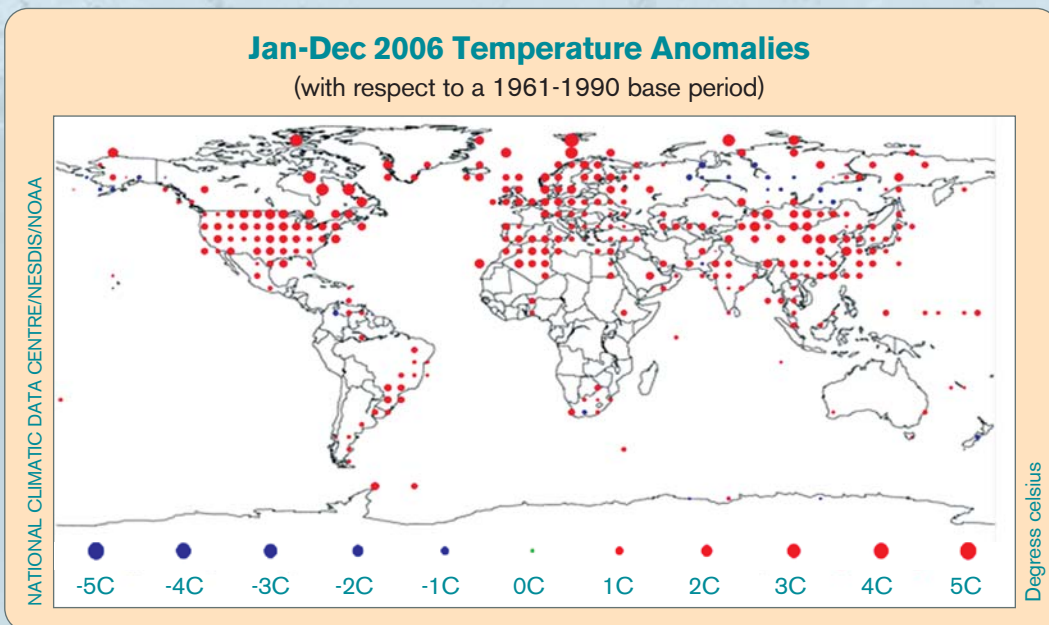 Jan-Dec 2006 Temperature Anomalies
(with respect to a 1961-1990 base period)
NATIONAL CLIMATIC DATA CENTRE/NESDIS/NOAA
Degress celsius
-5C -4C -3C -2C -1C 0C 1C 2C 3C 4C 5C